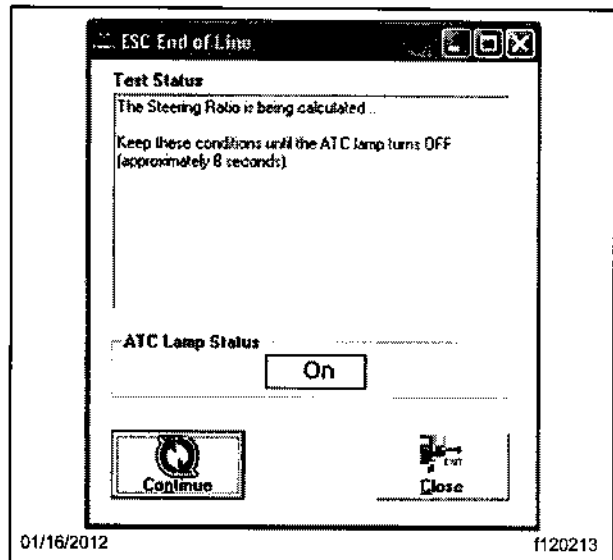 ESC End of Line
Test Status
The Steering Ratio is being calculated ..
Keep these conditions until the ATC lamp turns OFF
(approximately 8 seconds)
ATC Lamp Status
On
EXIT
Continue
Close
01/16/2012
f120213